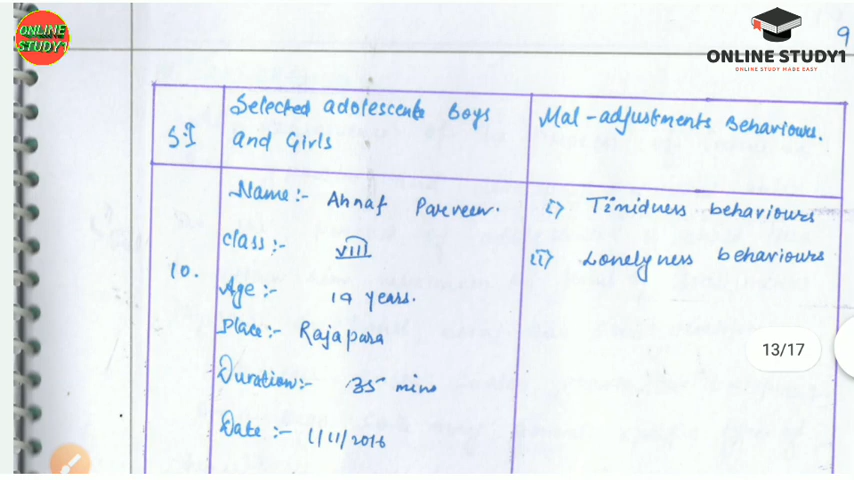 ONLINE
STUDY1
9
ONLINE STUDY1
ONLINE STUDY MADE EASY
S.I
Selected adolescents Boys
and Girls
Mal-adjustments Behaviours.
10.
Name:- Ahnaf Parveen.
class:- VIII
Age:- 14 years.
Place:- Rajapara
Duration:- 35 mins
Date:- 1/11/2016
i) Timidness behaviours
ii) Lonelyness behaviours
13/17